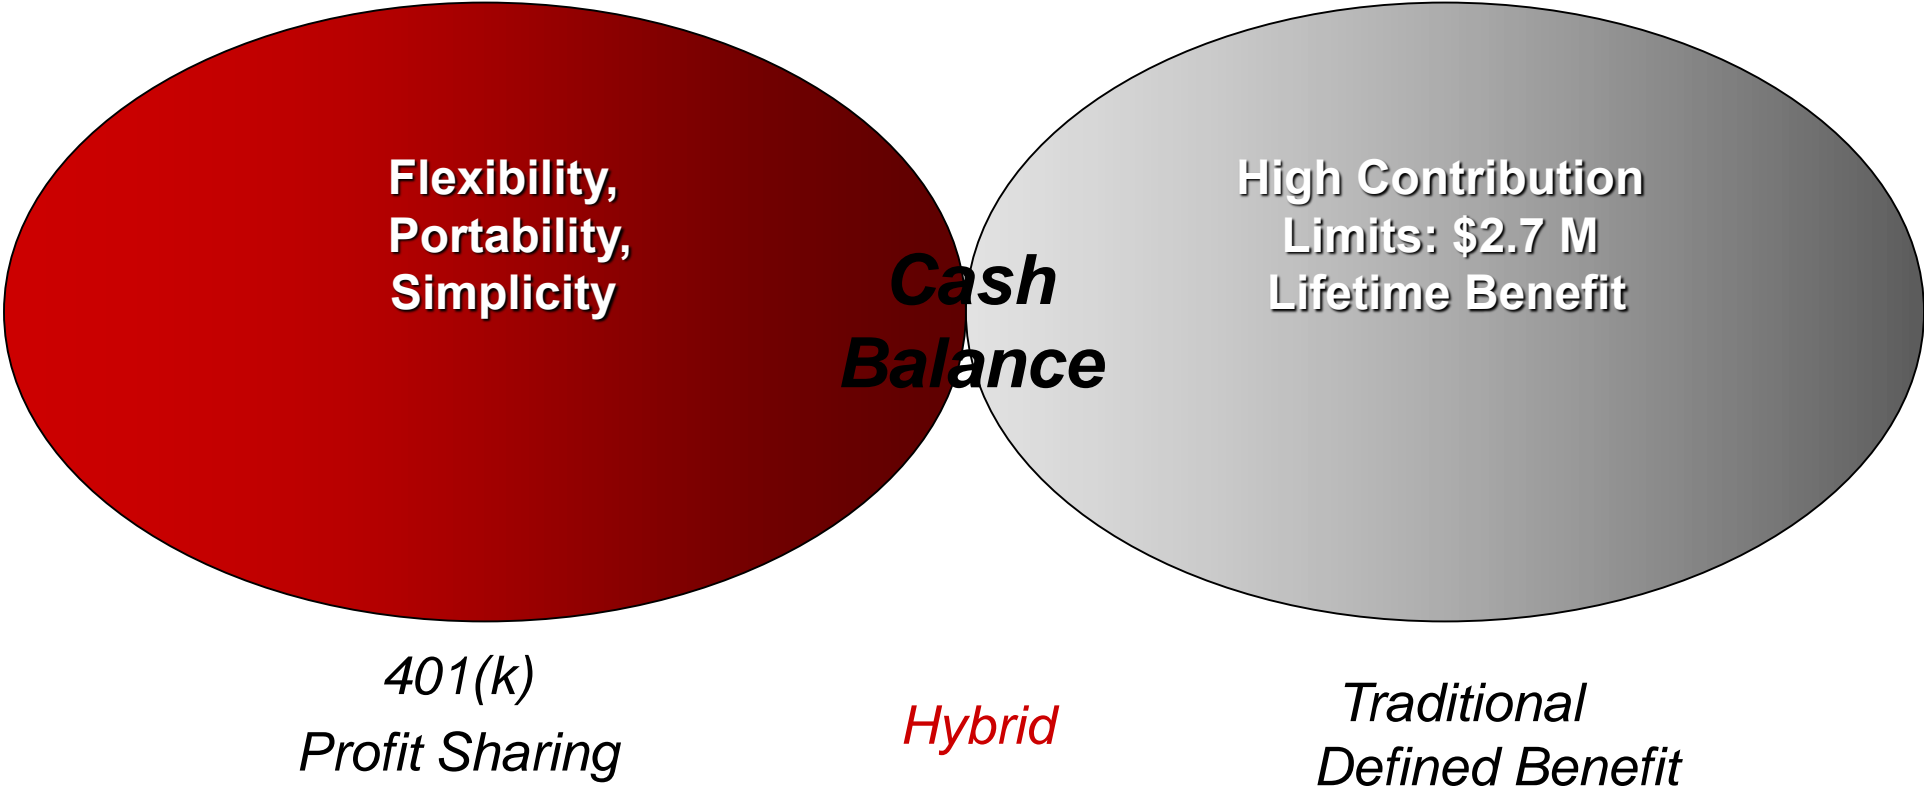 Flexibility,
Portability,
Simplicity
Cash
Balance
High Contribution
Limits: $2.7 M
Lifetime Benefit
401(k)
Profit Sharing
Hybrid
Traditional
Defined Benefit